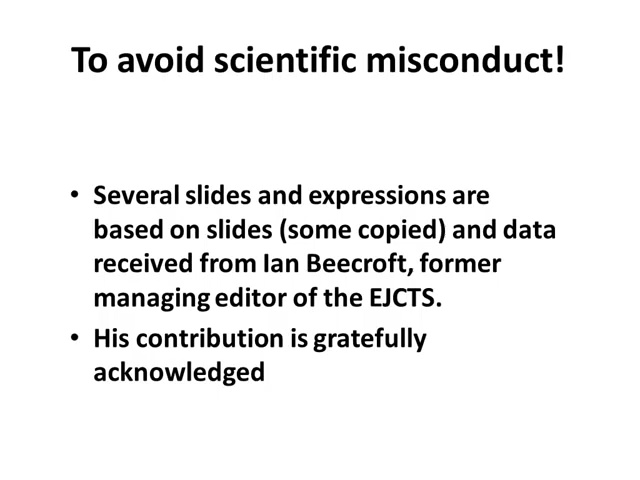 To avoid scientific misconduct!
• Several slides and expressions are
based on slides (some copied) and data
received from Ian Beecroft, former
managing editor of the EJCTS.
• His contribution is gratefully
acknowledged